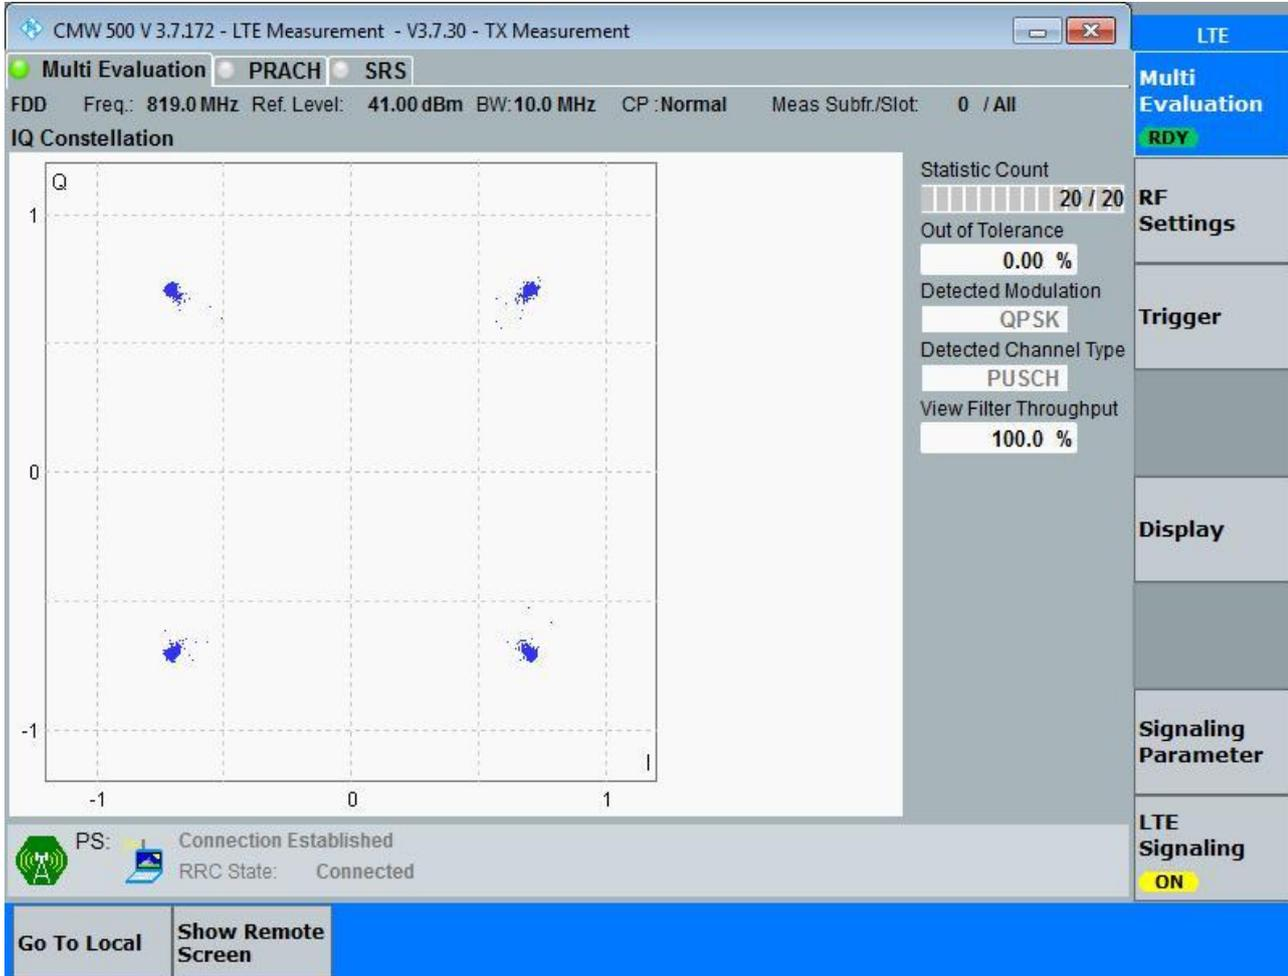 CMW 500 V 3.7.172 - LTE Measurement - V3.7.30 - TX Measurement
LTE
Multi Evaluation PRACH SRS
Multi
Evaluation
RDY
FDD Freq.: 819.0 MHz Ref. Level: 41.00 dBm BW: 10.0 MHz CP : Normal Meas Subfr./Slot: 0 / All
IQ Constellation
Q
1
0
-1
I
-1 0 1
Statistic Count
20 / 20
Out of Tolerance
0.00 %
Detected Modulation
QPSK
Detected Channel Type
PUSCH
View Filter Throughput
100.0 %
RF
Settings
Trigger
Display
Signaling
Parameter
LTE
Signaling
ON
PS: Connection Established
RRC State: Connected
Go To Local
Show Remote
Screen